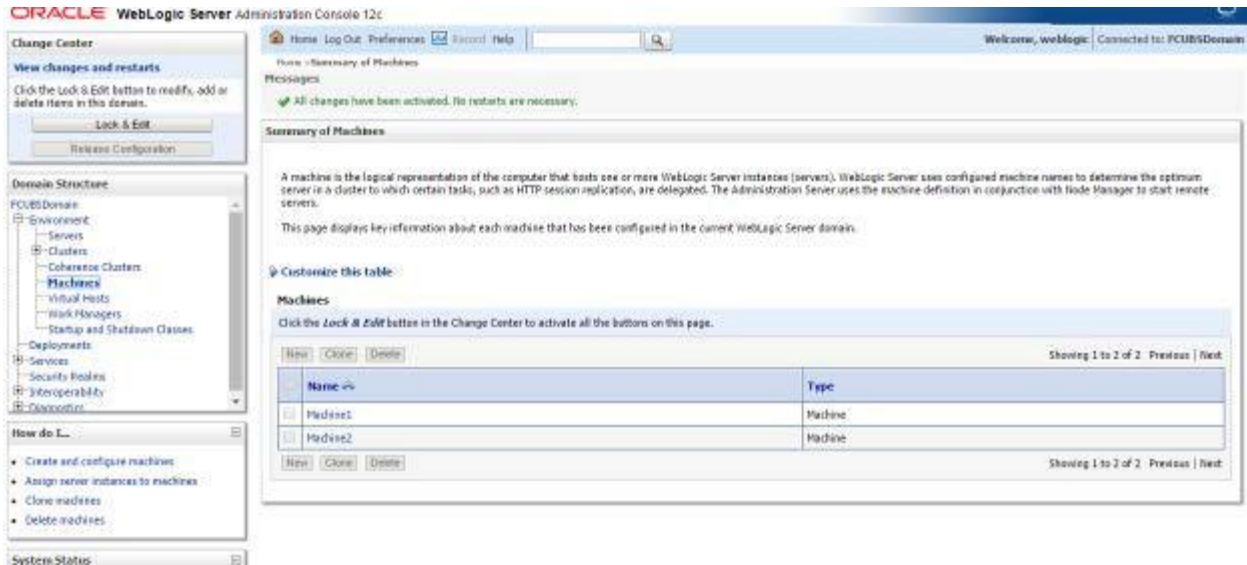 ORACLE WebLogic Server Administration Console 12c
Change Center
View changes and restarts
Click the Lock & Edit button to modify, add or
delete items in this domain.
Lock & Edit
Release Configuration
Domain Structure
FCUBSDomain
Environment
Servers
Clusters
Coherence Clusters
Machines
Virtual Hosts
Work Managers
Startup and Shutdown Classes
Deployments
Services
Security Realms
Interoperability
Diagnostics
How do I...
Create and configure machines
Assign server instances to machines
Clone machines
Delete machines
System Status
Home Log Out Preferences Record Help
Welcome, weblogic Connected to: FCUBSDomain
Home >Summary of Machines
Messages
All changes have been activated. No restarts are necessary.
Summary of Machines
A machine is the logical representation of the computer that hosts one or more WebLogic Server instances (servers). WebLogic Server uses configured machine names to determine the optimum
server in a cluster to which certain tasks, such as HTTP session replication, are delegated. The Administration Server uses the machine definition in conjunction with Node Manager to start remote
servers.
This page displays key information about each machine that has been configured in the current WebLogic Server domain.
Customize this table
Machines
Click the Lock & Edit button in the Change Center to activate all the buttons on this page.
New Clone Delete
Showing 1 to 2 of 2 Previous | Next
Name Type
Machine1 Machine
Machine2 Machine
New Clone Delete
Showing 1 to 2 of 2 Previous | Next